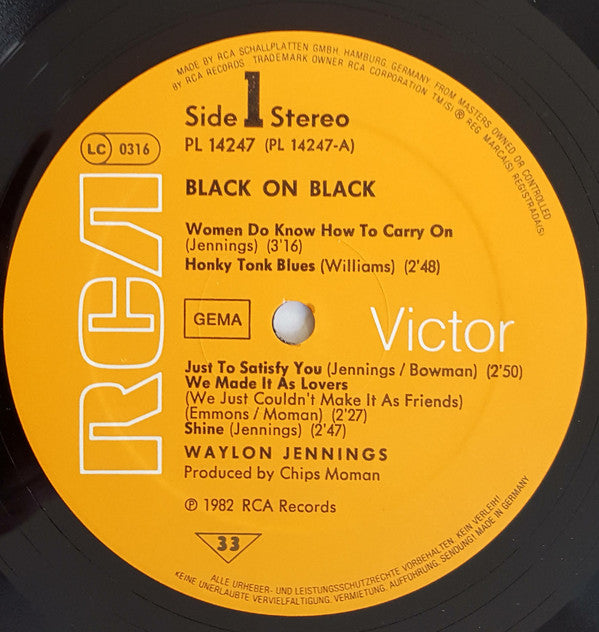 MADE BY RCA SCHALLPLATTEN GMBH, HAMBURG, GERMANY, FROM MASTERS OWNED OR CONTROLLED
BY RCA RECORDS TRADEMARK OWNER RCA CORPORATION TM(S) ® REG. MARCA(S) REGISTRADA(S)
Side 1 Stereo
PL 14247 (PL 14247-A)
LC 0316
RCA
BLACK ON BLACK
Women Do Know How To Carry On
(Jennings) (3'16)
Honky Tonk Blues (Williams) (2'48)
GEMA
Victor
Just To Satisfy You (Jennings / Bowman) (2'50)
We Made It As Lovers
(We Just Couldn't Make It As Friends)
(Emmons / Moman) (2'27)
Shine (Jennings) (2'47)
WAYLON JENNINGS
Produced by Chips Moman
℗ 1982 RCA Records
33
ALLE URHEBER- UND LEISTUNGSSCHUTZRECHTE VORBEHALTEN. KEIN VERLEIH!
KEINE UNERLAUBTE VERVIELFÄLTIGUNG, VERMIETUNG, AUFFÜHRUNG, SENDUNG! MADE IN GERMANY